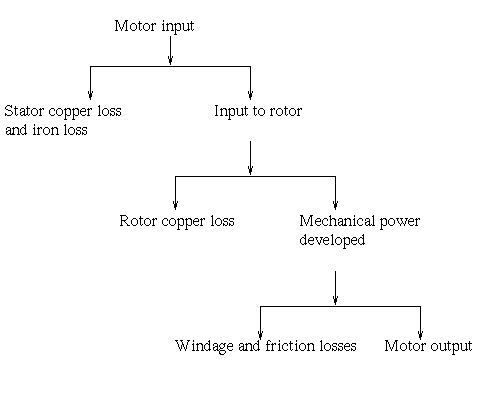 Motor input
Stator copper loss
and iron loss
Input to rotor
Rotor copper loss
Mechanical power
developed
Windage and friction losses
Motor output